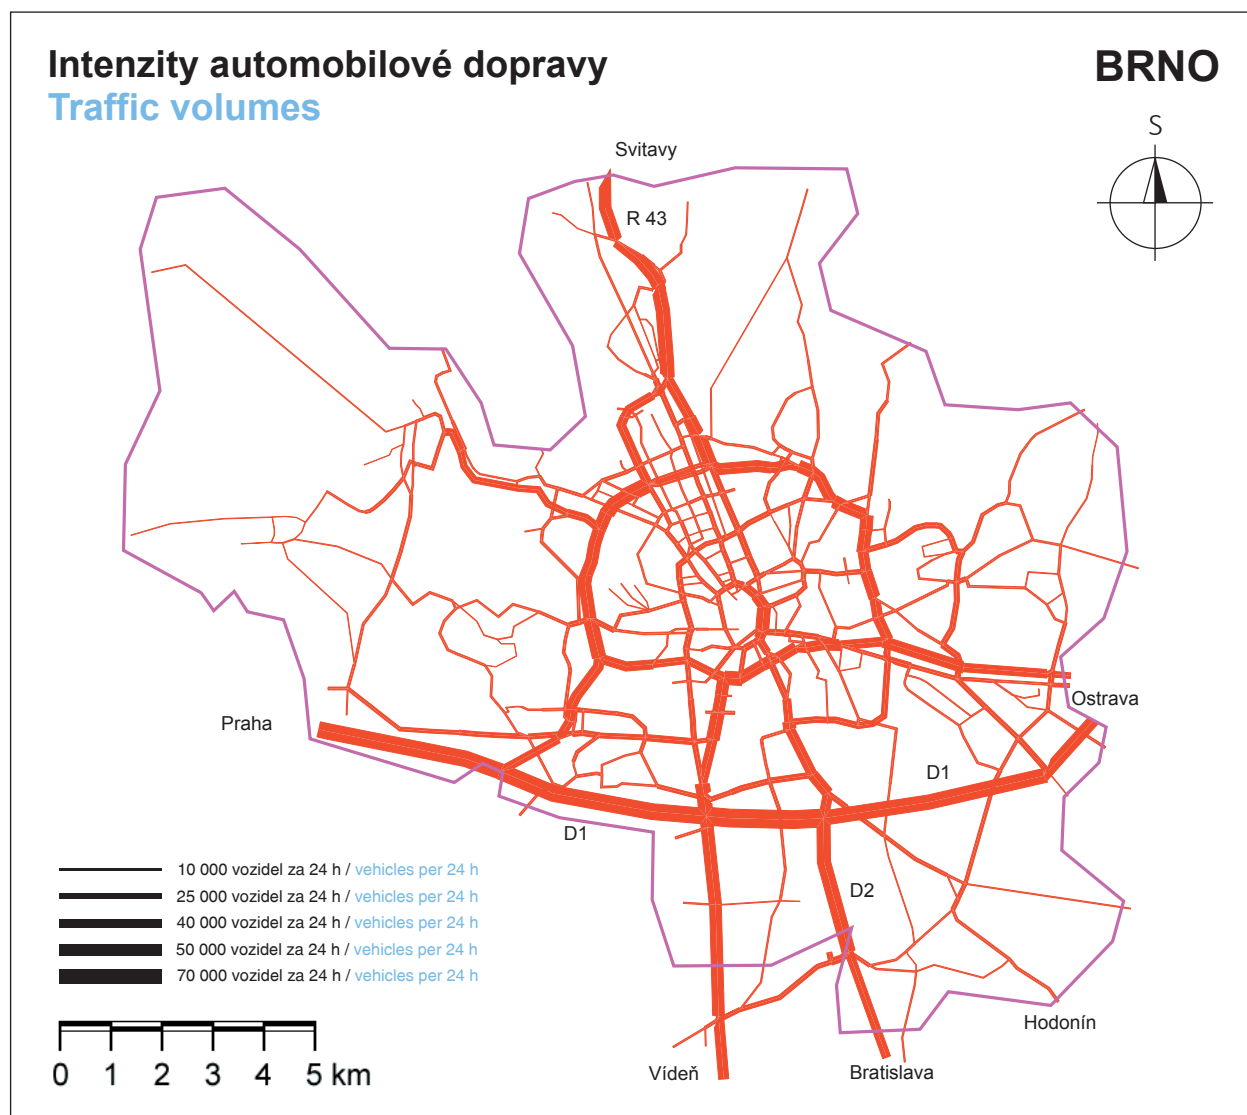 Intenzity automobilové dopravy
Traffic volumes
BRNO
S
Svitavy
R 43
Praha
Ostrava
D1
D1
D2
10 000 vozidel za 24 h / vehicles per 24 h
25 000 vozidel za 24 h / vehicles per 24 h
40 000 vozidel za 24 h / vehicles per 24 h
50 000 vozidel za 24 h / vehicles per 24 h
70 000 vozidel za 24 h / vehicles per 24 h
Hodonín
Vídeň
Bratislava
0 1 2 3 4 5 km